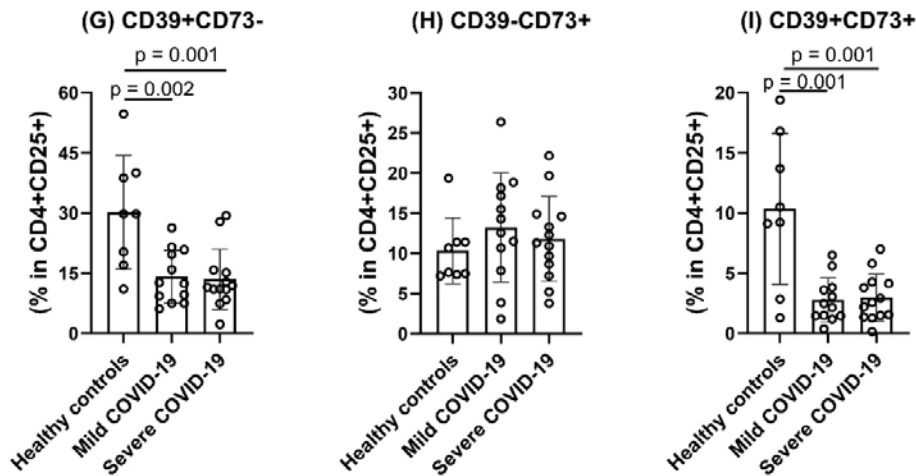 (G) CD39+CD73-
p = 0.001
p = 0.002
60
45
30
15
0
(% in CD4+CD25+)
Healthy controls
Mild COVID-19
Severe COVID-19
(H) CD39-CD73+
30
25
20
15
10
5
0
(% in CD4+CD25+)
Healthy controls
Mild COVID-19
Severe COVID-19
(I) CD39+CD73+
p = 0.001
p = 0.001
20
15
10
5
0
(% in CD4+CD25+)
Healthy controls
Mild COVID-19
Severe COVID-19